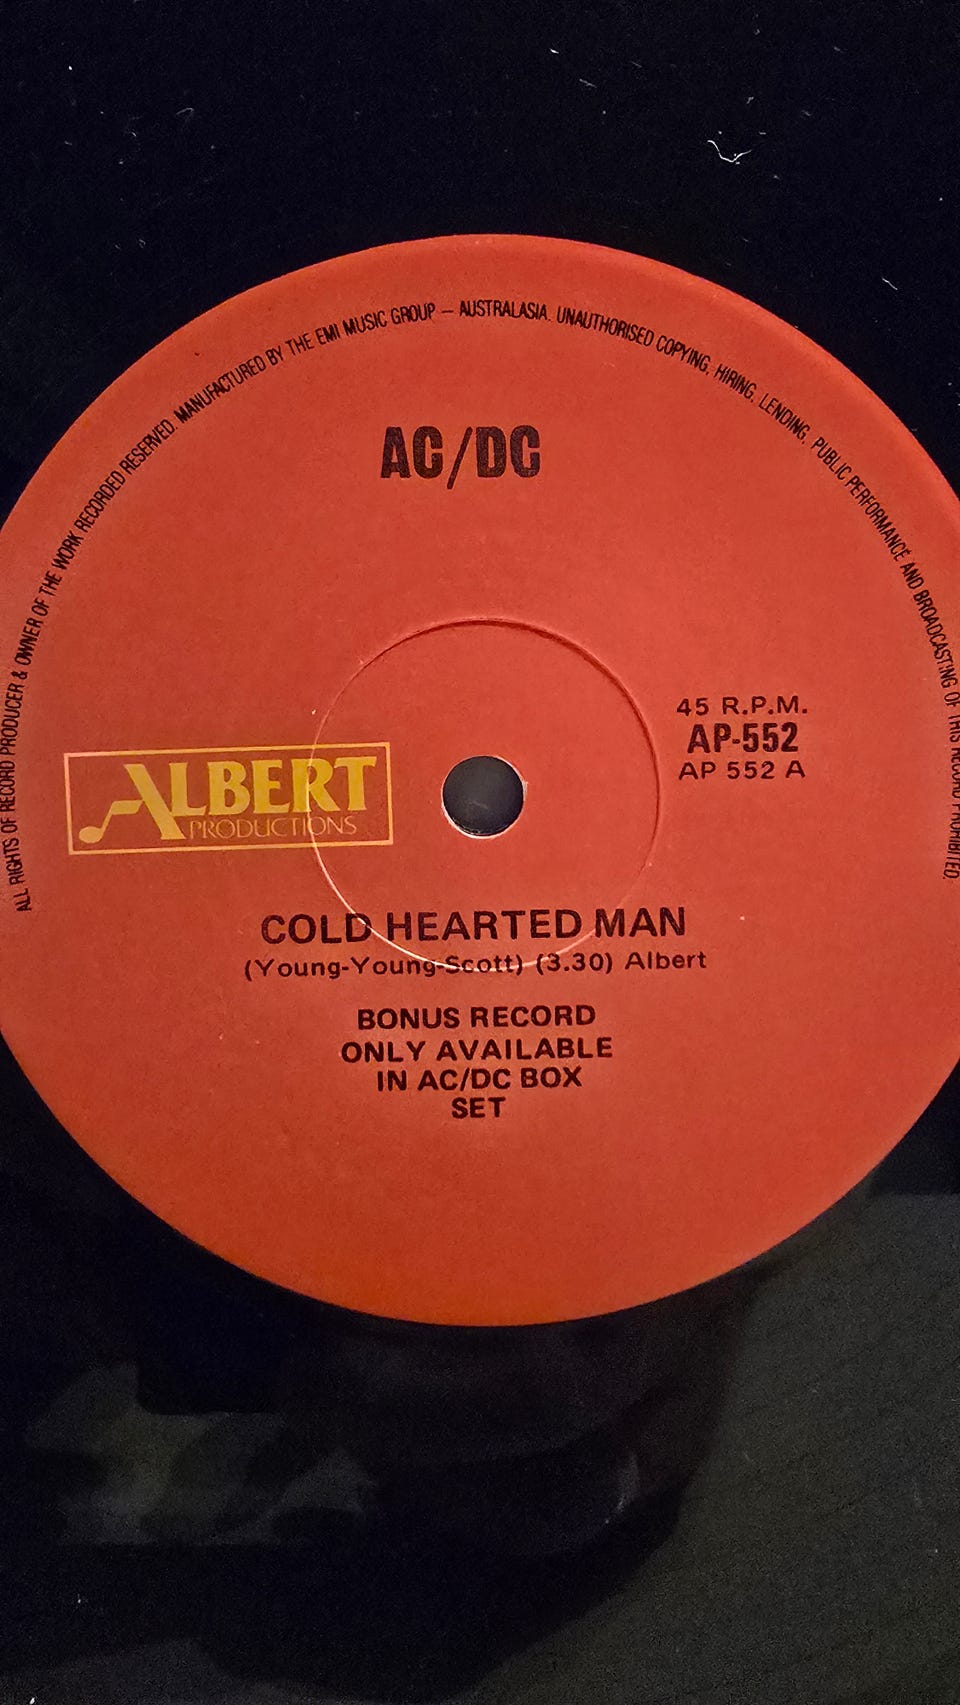 ALL RIGHTS OF RECORD PRODUCER & OWNER OF THE WORK RECORDED RESERVED. MANUFACTURED BY THE EMI MUSIC GROUP – AUSTRALASIA. UNAUTHORISED COPYING, HIRING, LENDING, PUBLIC PERFORMANCE AND BROADCASTING OF THIS RECORD PROHIBITED.
AC/DC
45 R.P.M.
AP-552
AP 552 A
ALBERT
PRODUCTIONS
COLD HEARTED MAN
(Young-Young-Scott) (3.30) Albert
BONUS RECORD
ONLY AVAILABLE
IN AC/DC BOX
SET